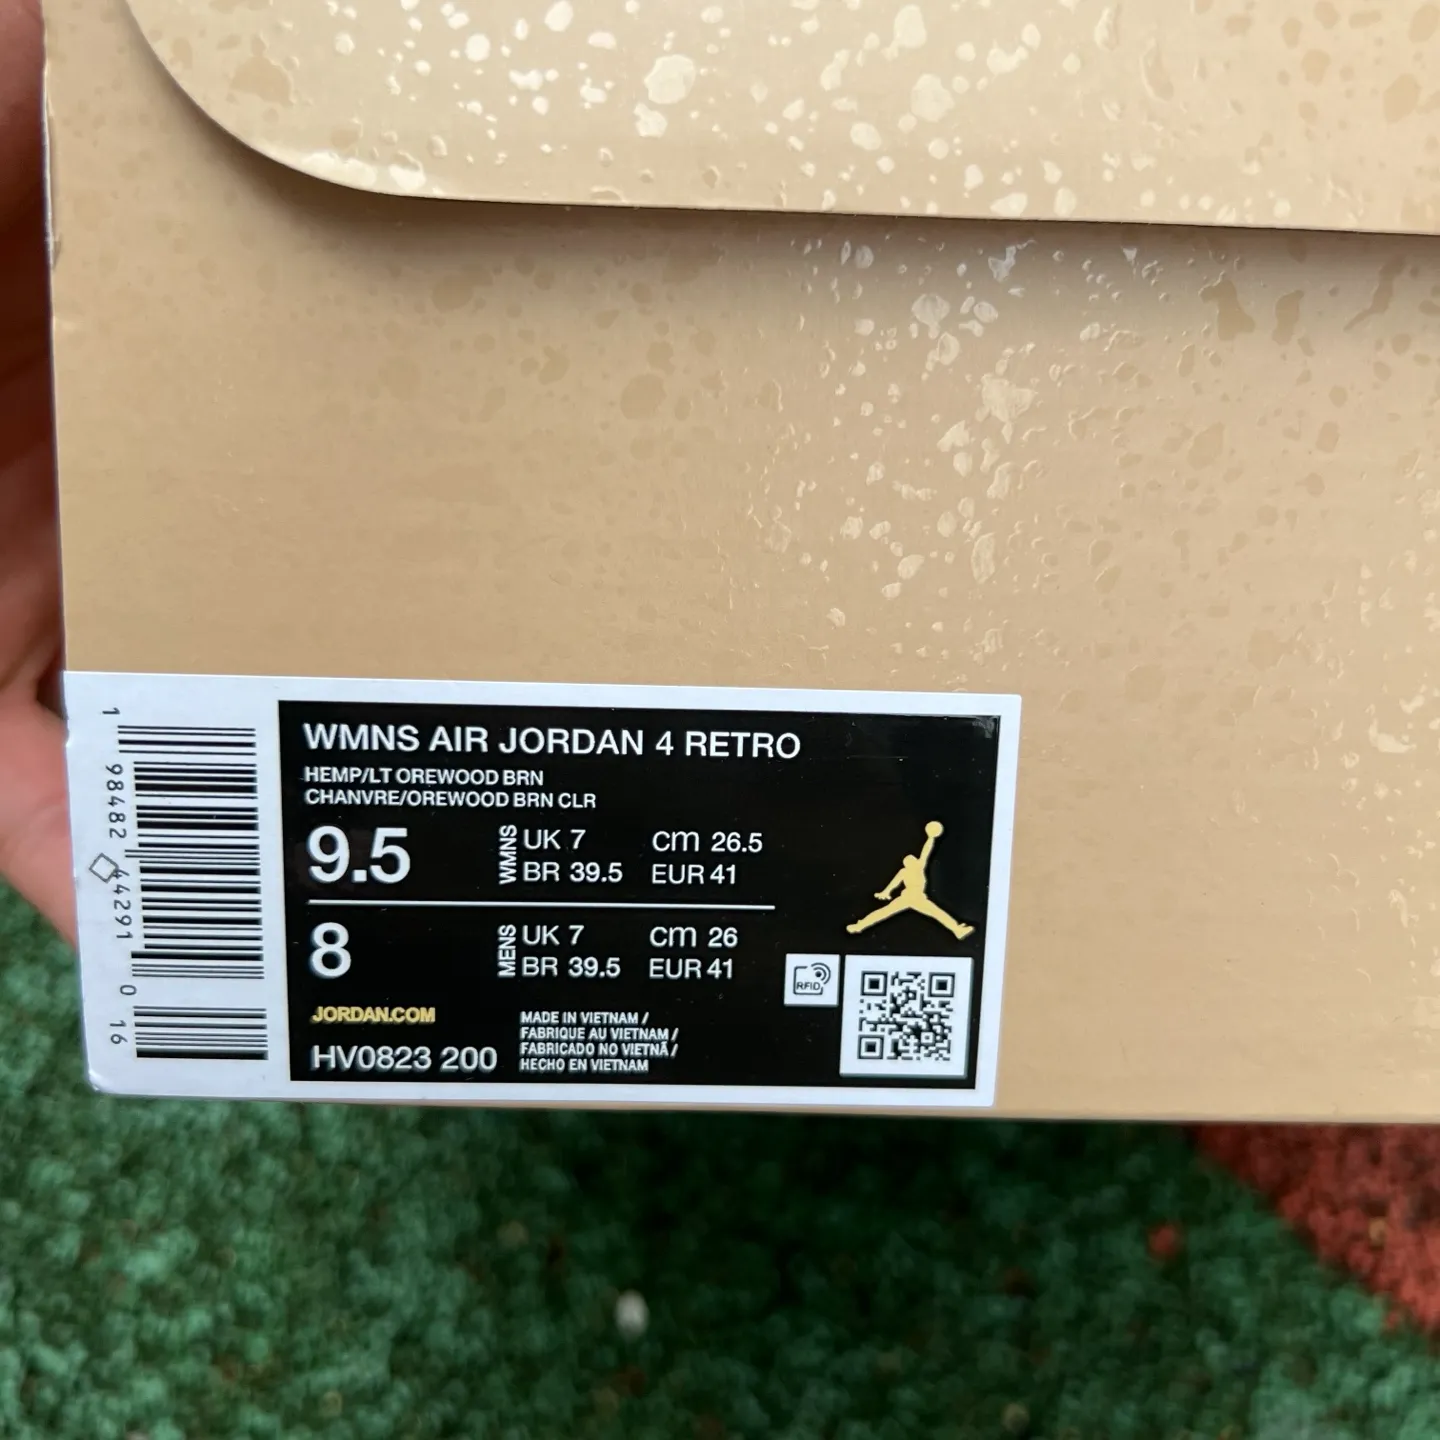 WMNS AIR JORDAN 4 RETRO
HEMP/LT OREWOOD BRN
CHANVRE/OREWOOD BRN CLR
9.5 WMNS UK 7 cm 26.5
BR 39.5 EUR 41
8 MENS UK 7 cm 26
BR 39.5 EUR 41
JORDAN.COM
HV0823 200
MADE IN VIETNAM /
FABRIQUE AU VIETNAM /
FABRICADO NO VIETNÃ /
HECHO EN VIETNAM
RFID
1 98482 44291 0 16